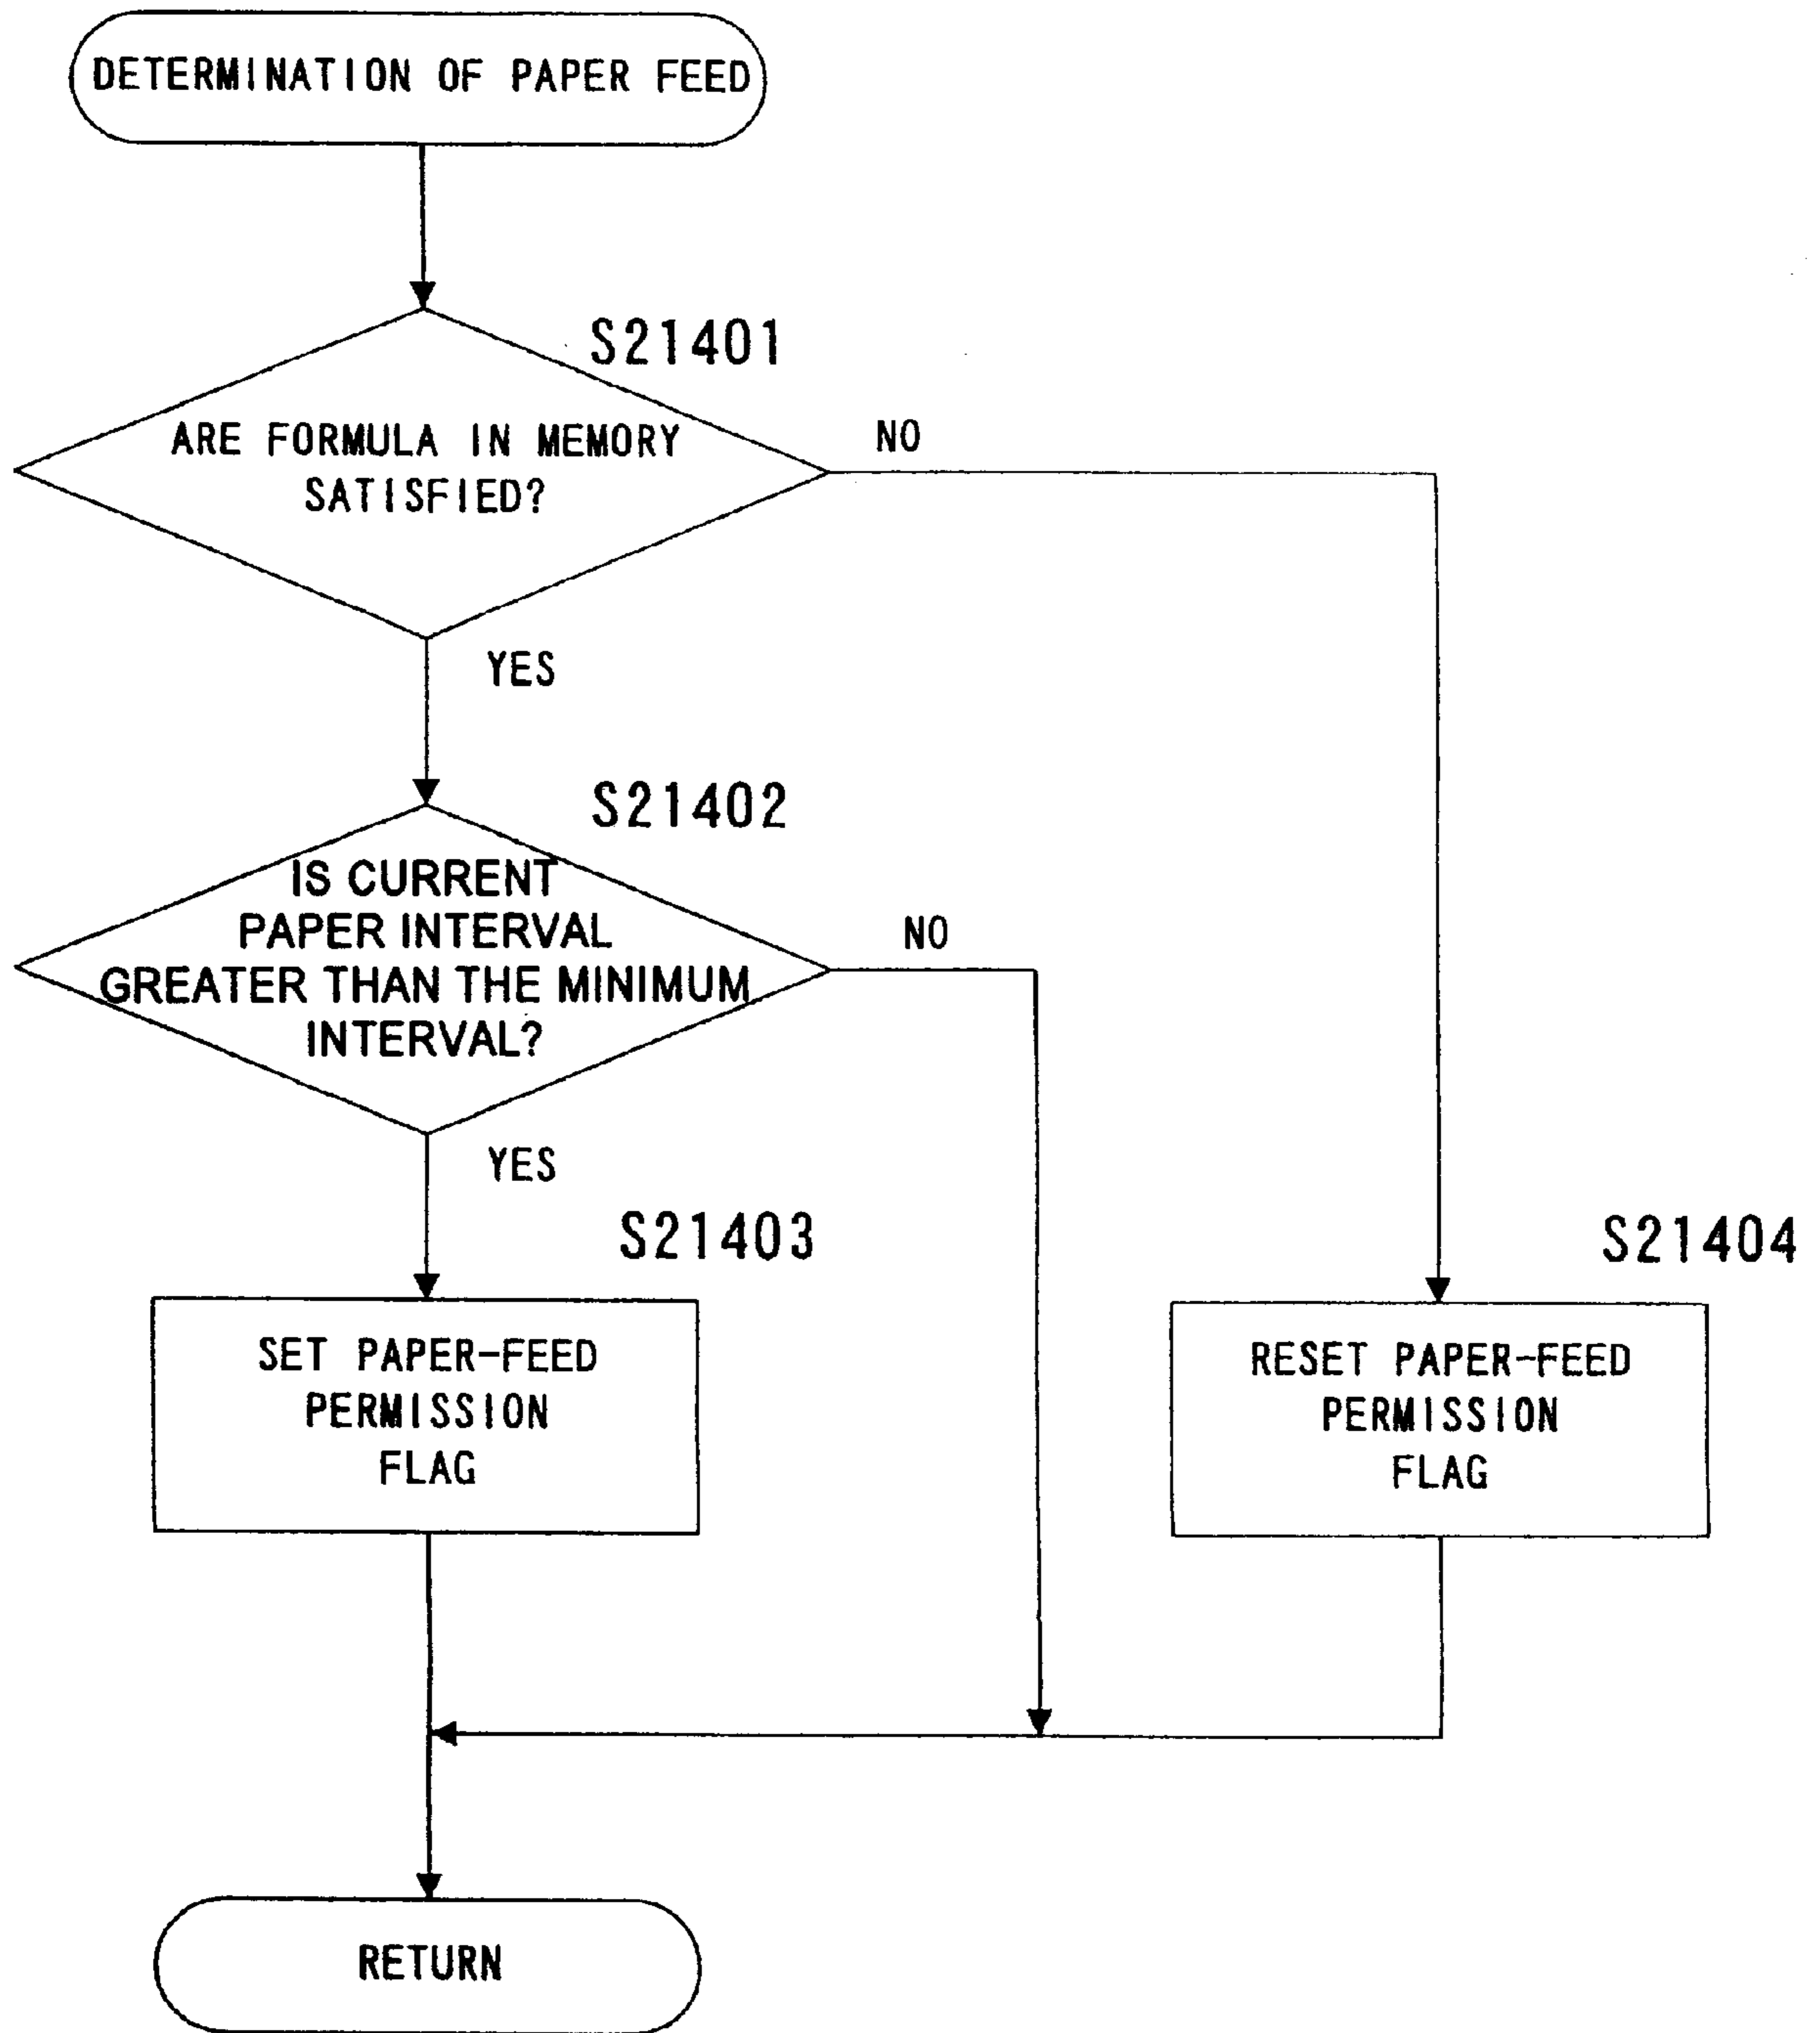 DETERMINATION OF PAPER FEED
S21401
ARE FORMULA IN MEMORY
SATISFIED?
NO
YES
S21402
IS CURRENT
PAPER INTERVAL
GREATER THAN THE MINIMUM
INTERVAL?
NO
YES
S21403
SET PAPER-FEED
PERMISSION
FLAG
S21404
RESET PAPER-FEED
PERMISSION
FLAG
RETURN